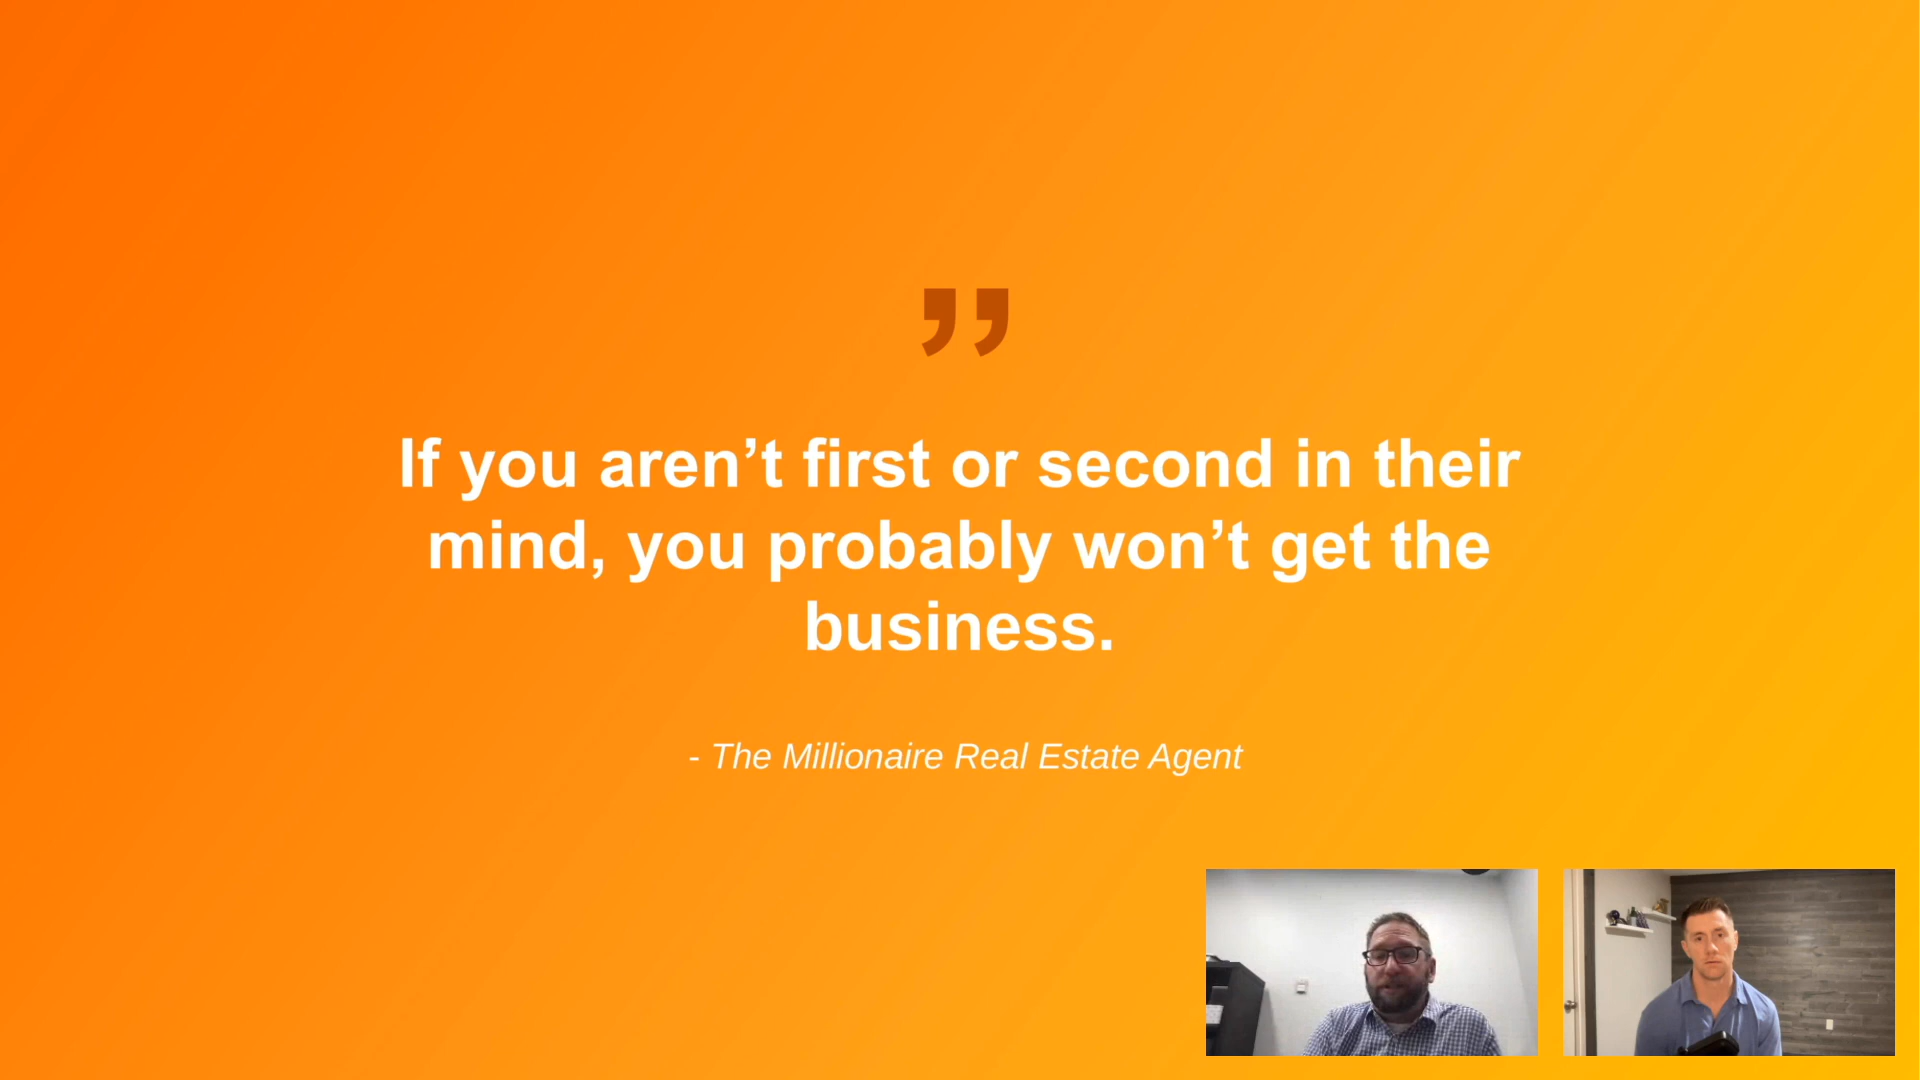 ”
If you aren’t first or second in their
mind, you probably won’t get the
business.
- The Millionaire Real Estate Agent